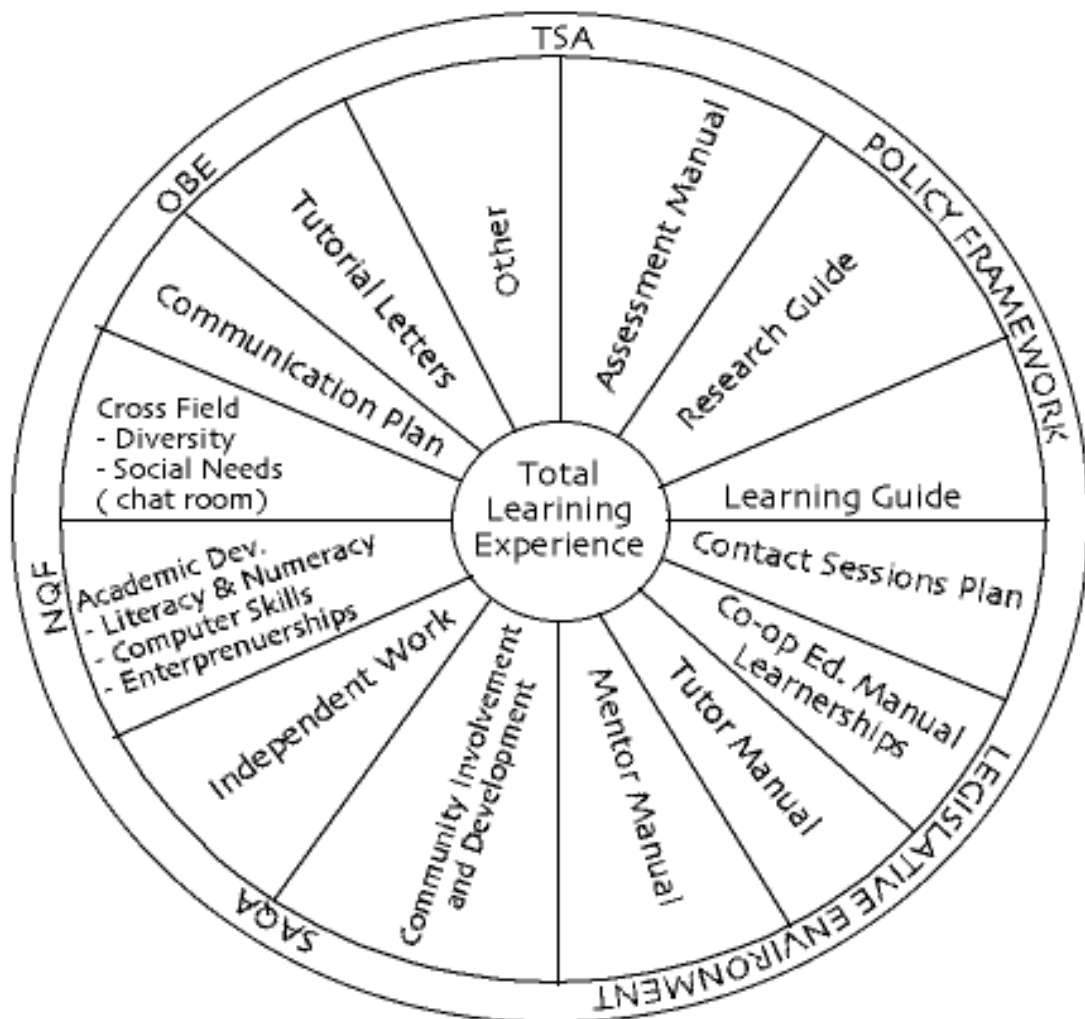 TSA
POLICY FRAMEWORK
LEGISLATIVE ENVIRONMENT
SAQA
NQF
OBE
Total
Learining
Experience
Assessment Manual
Research Guide
Learning Guide
Contact Sessions Plan
Co-op Ed. Manual
Learnerships
Tutor Manual
Mentor Manual
Community Involvement
and Development
Independent Work
Academic Dev.
- Literacy & Numeracy
- Computer Skills
- Enterprenuerships
Cross Field
- Diversity
- Social Needs
( chat room)
Communication Plan
Tutorial Letters
Other